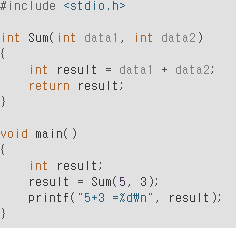 #include <stdio.h>
int Sum(int data1, int data2)
{
int result = data1 + data2;
return result;
}
void main()
{
int result;
result = Sum(5, 3);
printf("5+3 =%d₩n", result);
}